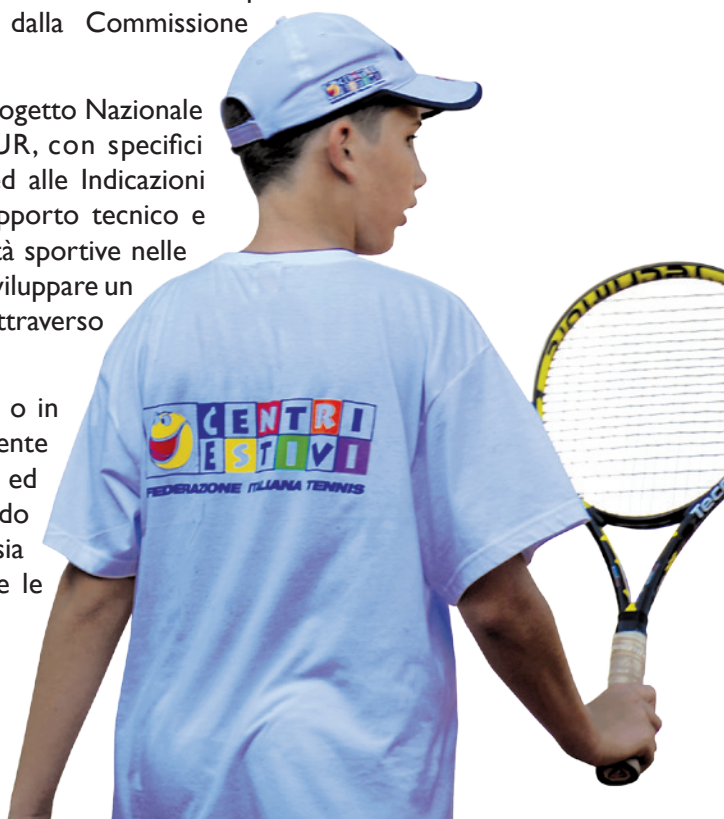 dalla Commissione
ogetto Nazionale
UR, con specifici
ed alle Indicazioni
pporto tecnico e
tà sportive nelle
viluppare un
ttraverso
o in
ente
ed
do
sia
e le
CENTRI
ESTIVI
FEDERAZIONE ITALIANA TENNIS